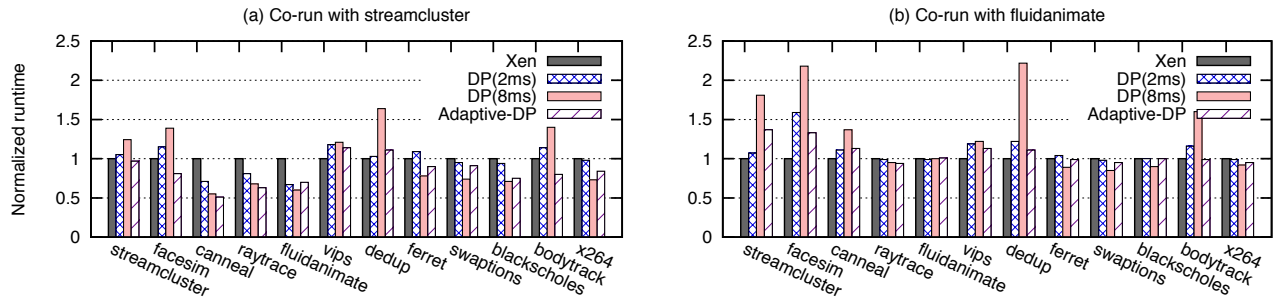 (a) Co-run with streamcluster
Normalized runtime
2.5
2
1.5
1
0.5
0
Xen
DP(2ms)
DP(8ms)
Adaptive-DP
streamcluster
facesim
canneal
raytrace
fluidanimate
vips
dedup
ferret
swaptions
blackscholes
bodytrack
x264
(b) Co-run with fluidanimate
2.5
2
1.5
1
0.5
0
Xen
DP(2ms)
DP(8ms)
Adaptive-DP
streamcluster
facesim
canneal
raytrace
fluidanimate
vips
dedup
ferret
swaptions
blackscholes
bodytrack
x264